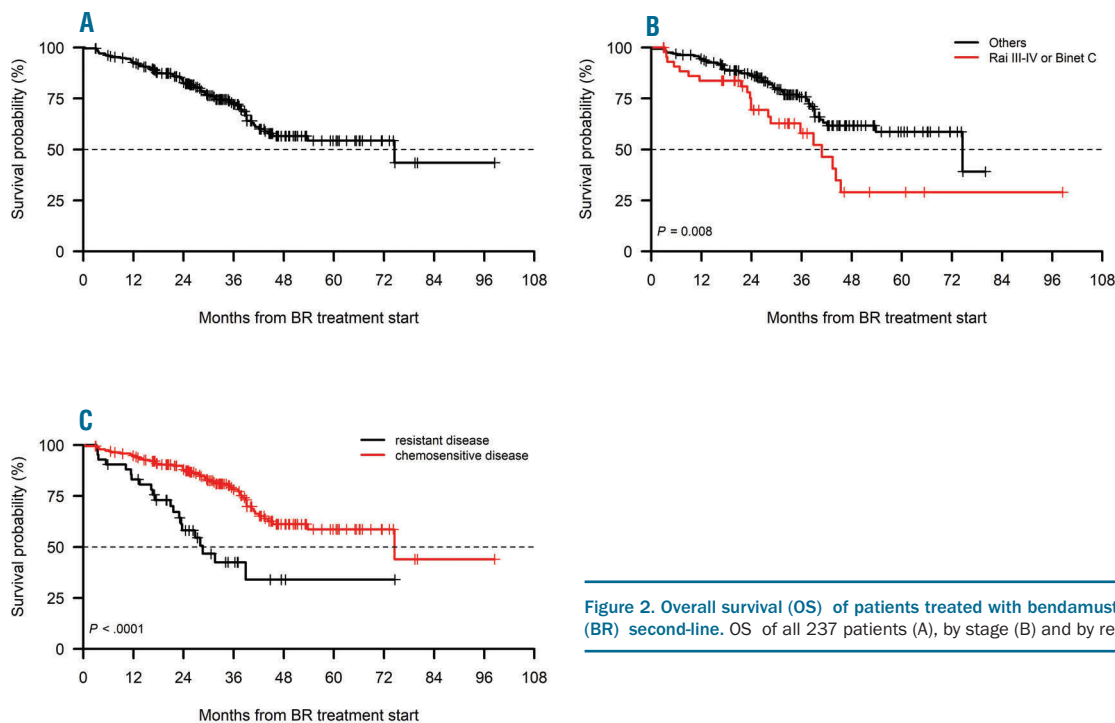 A
Survival probability (%)
100
75
50
25
0
0 12 24 36 48 60 72 84 96 108
Months from BR treatment start
B
Others
Rai III-IV or Binet C
Survival probability (%)
100
75
50
25
0
P = 0.008
0 12 24 36 48 60 72 84 96 108
Months from BR treatment start
C
resistant disease
chemosensitive disease
Survival probability (%)
100
75
50
25
0
P < .0001
0 12 24 36 48 60 72 84 96 108
Months from BR treatment start
Figure 2. Overall survival (OS) of patients treated with
(BR) second-line. OS of all 237 patients (A), by stage (B) and by